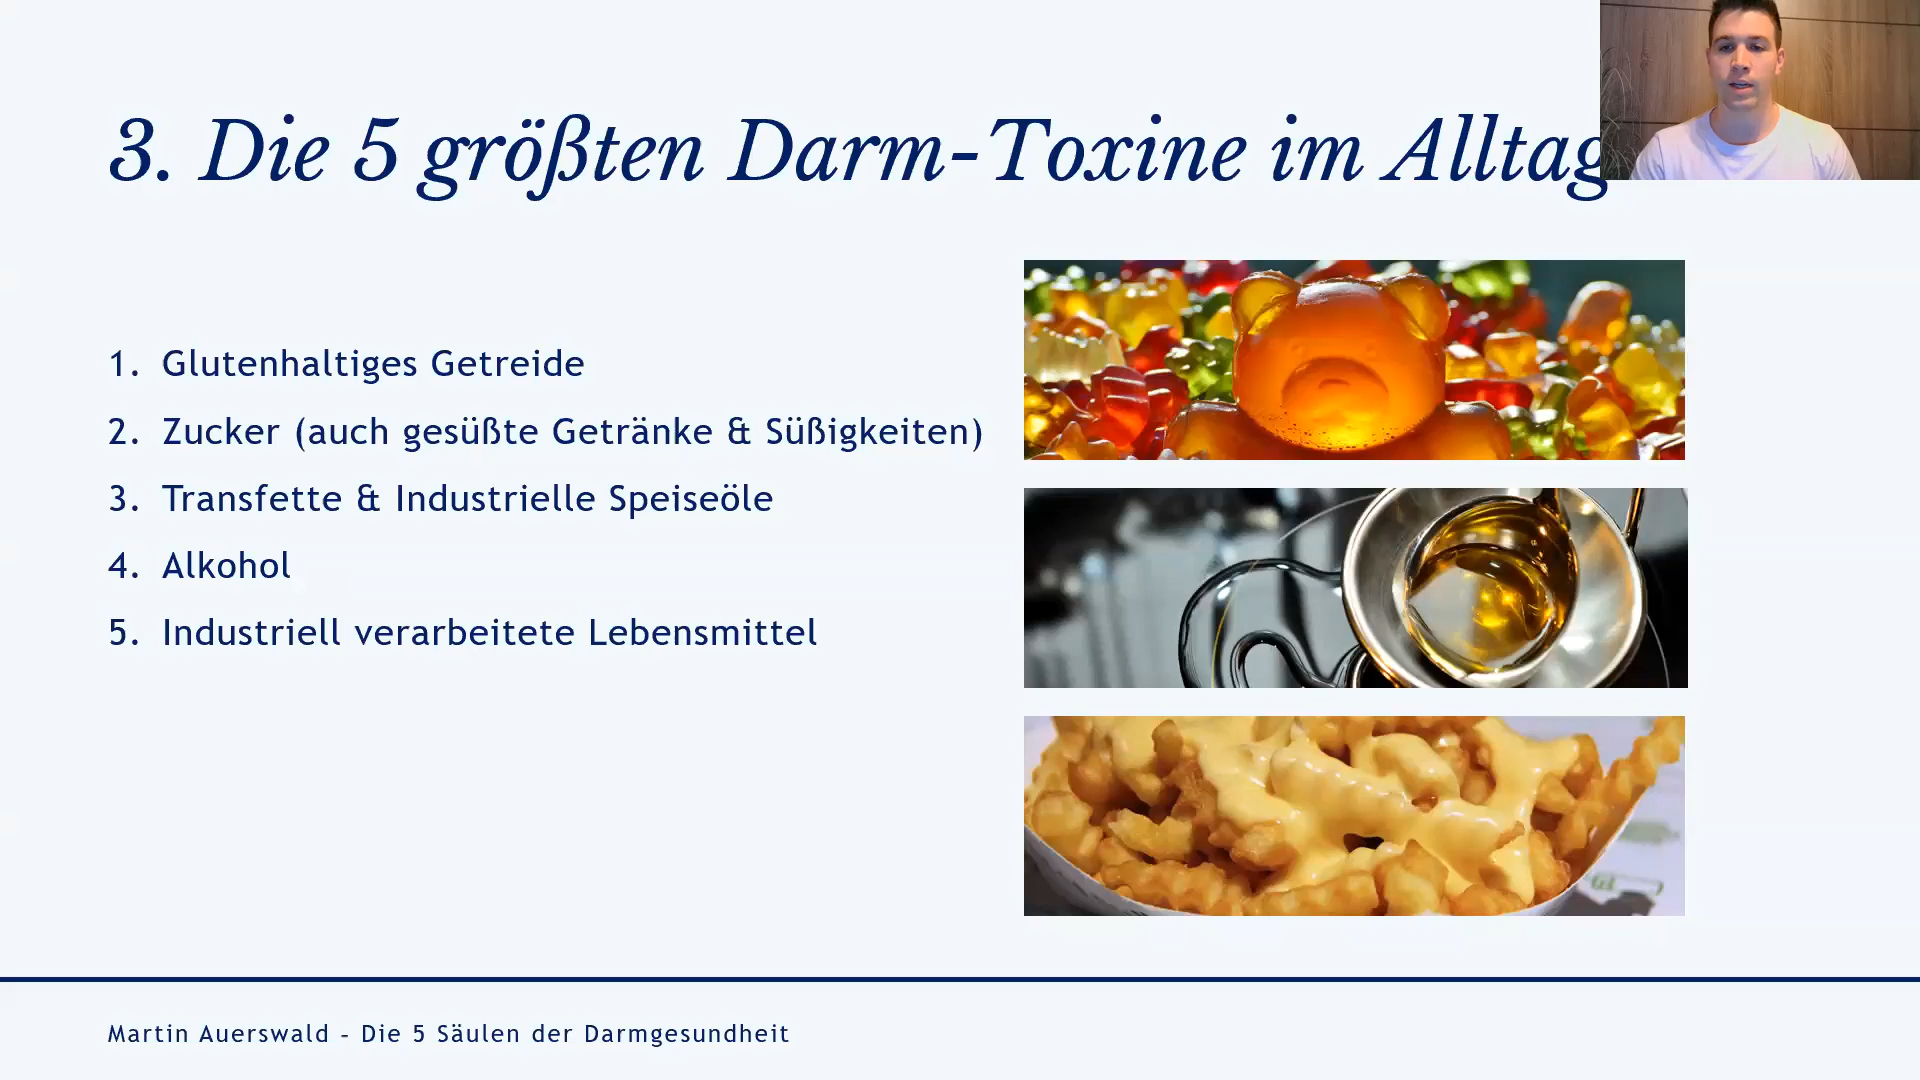 3. Die 5 größten Darm-Toxine im Alltag
1. Glutenhaltiges Getreide
2. Zucker (auch gesüßte Getränke & Süßigkeiten)
3. Transfette & Industrielle Speiseöle
4. Alkohol
5. Industriell verarbeitete Lebensmittel
Martin Auerswald – Die 5 Säulen der Darmgesundheit